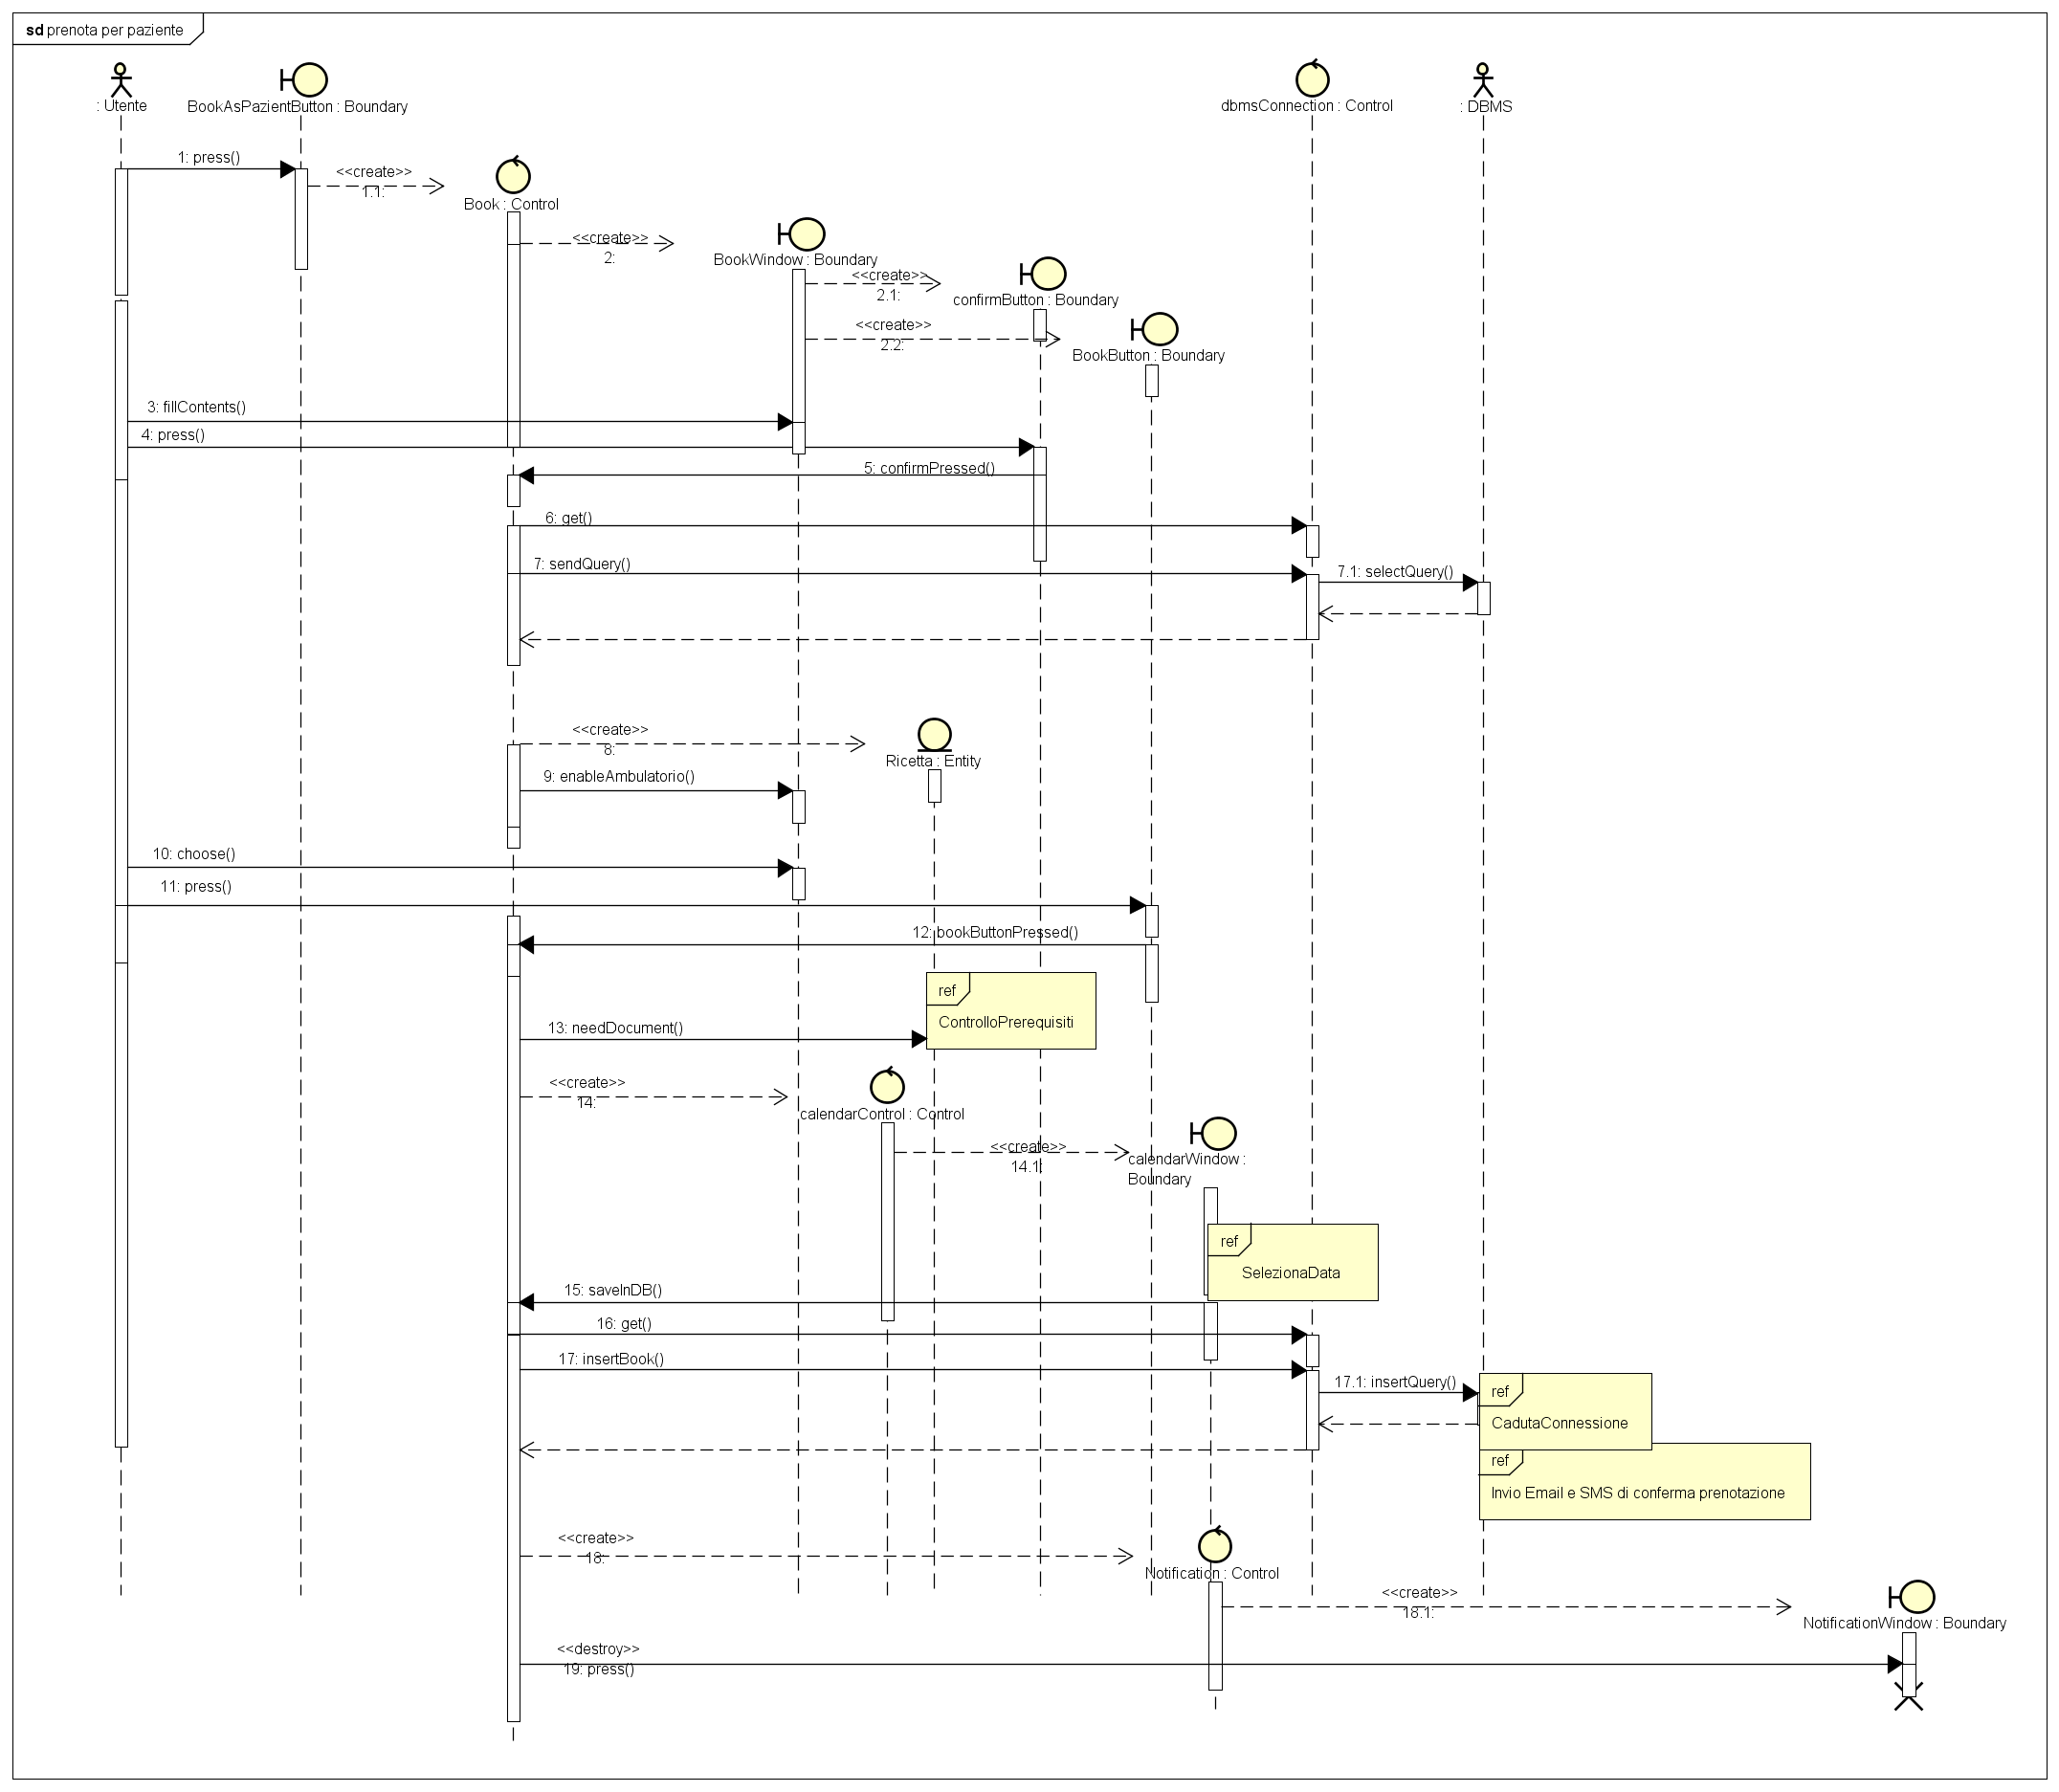 sd prenota per paziente
: Utente
BookAsPazientButton : Boundary
dbmsConnection : Control
: DBMS
1: press()
<<create>>
1.1:
Book : Control
<<create>>
2:
BookWindow : Boundary
<<create>>
2.1:
confirmButton : Boundary
<<create>>
2.2:
BookButton : Boundary
3: fillContents()
4: press()
5: confirmPressed()
6: get()
7: sendQuery()
7.1: selectQuery()
<<create>>
8:
Ricetta : Entity
9: enableAmbulatorio()
10: choose()
11: press()
12: bookButtonPressed()
ref
ControlloPrerequisiti
13: needDocument()
<<create>>
14:
calendarControl : Control
<<create>>
14.1:
calendarWindow :
Boundary
ref
SelezionaData
15: saveInDB()
16: get()
17: insertBook()
17.1: insertQuery()
ref
CadutaConnessione
ref
Invio Email e SMS di conferma prenotazione
<<create>>
18:
Notification : Control
<<create>>
18.1:
NotificationWindow : Boundary
<<destroy>>
19: press()